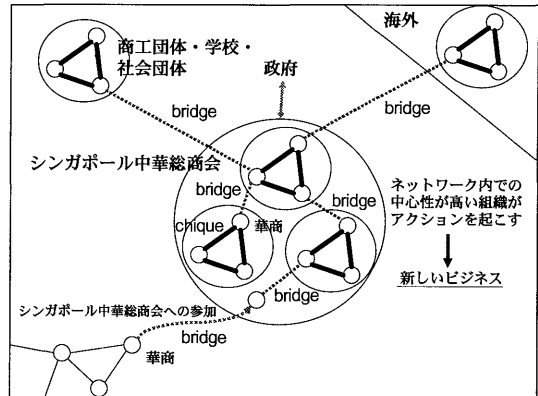 海外
商工団体・学校・
社会団体
政府
bridge
bridge
シンガポール中華総商会
bridge
bridge
ネットワーク内での
中心性が高い組織が
アクションを起こす
chique
華商
新しいビジネス
bridge
シンガポール中華総商会への参加
bridge
華商